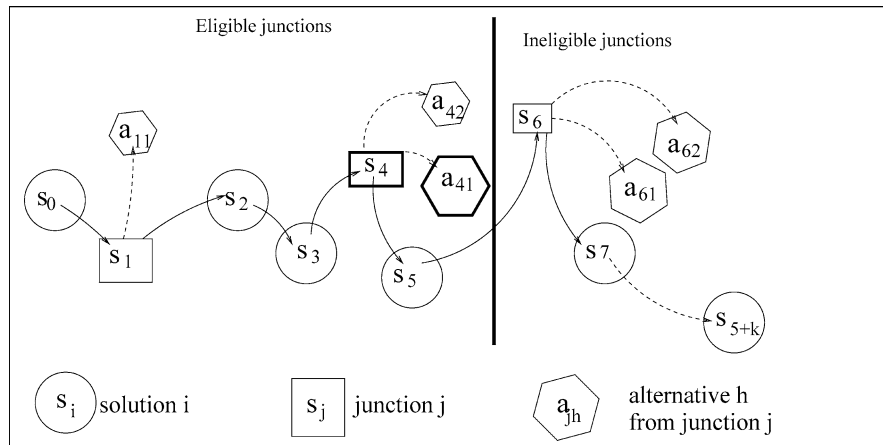 Eligible junctions
Ineligible junctions
a11
a42
s6
a62
s4
a41
a61
s0
s2
s1
s3
s5
s7
s5+k
si solution i
sj junction j
ajh alternative h
from junction j